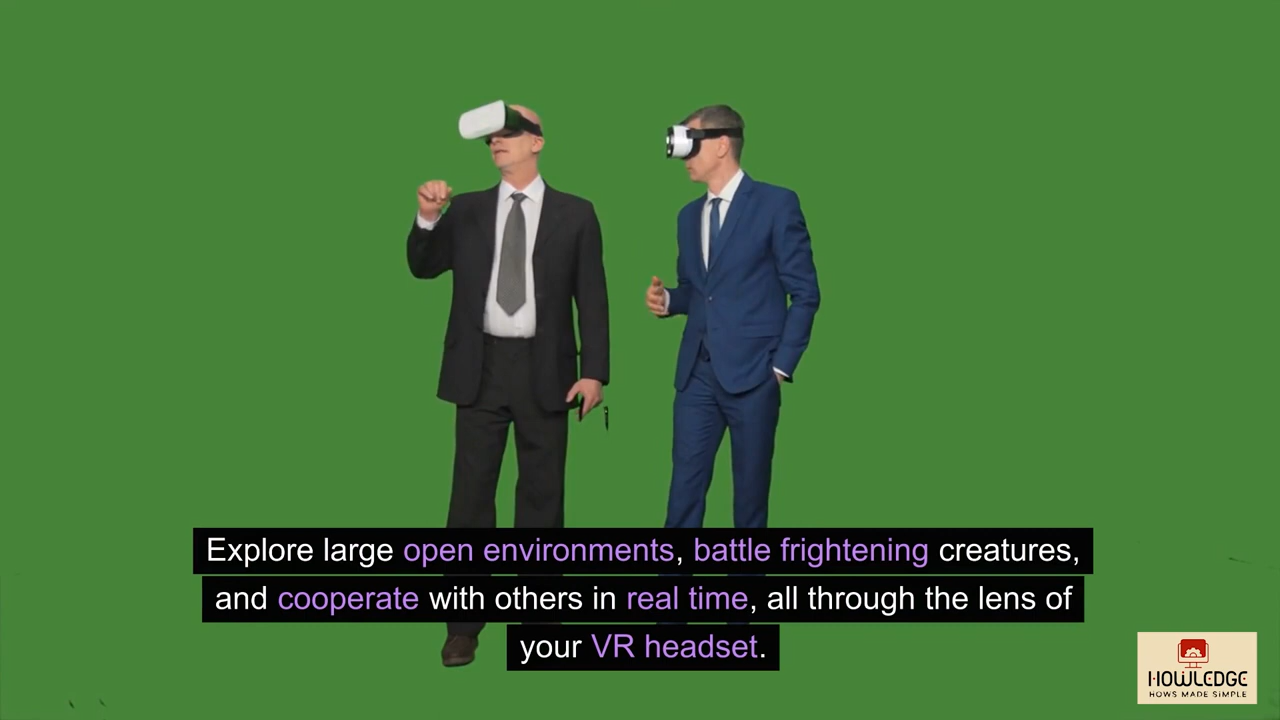 Explore large open environments, battle frightening creatures,
and cooperate with others in real time, all through the lens of
your VR headset.
HOWLEDGE
HOWS MADE SIMPLE